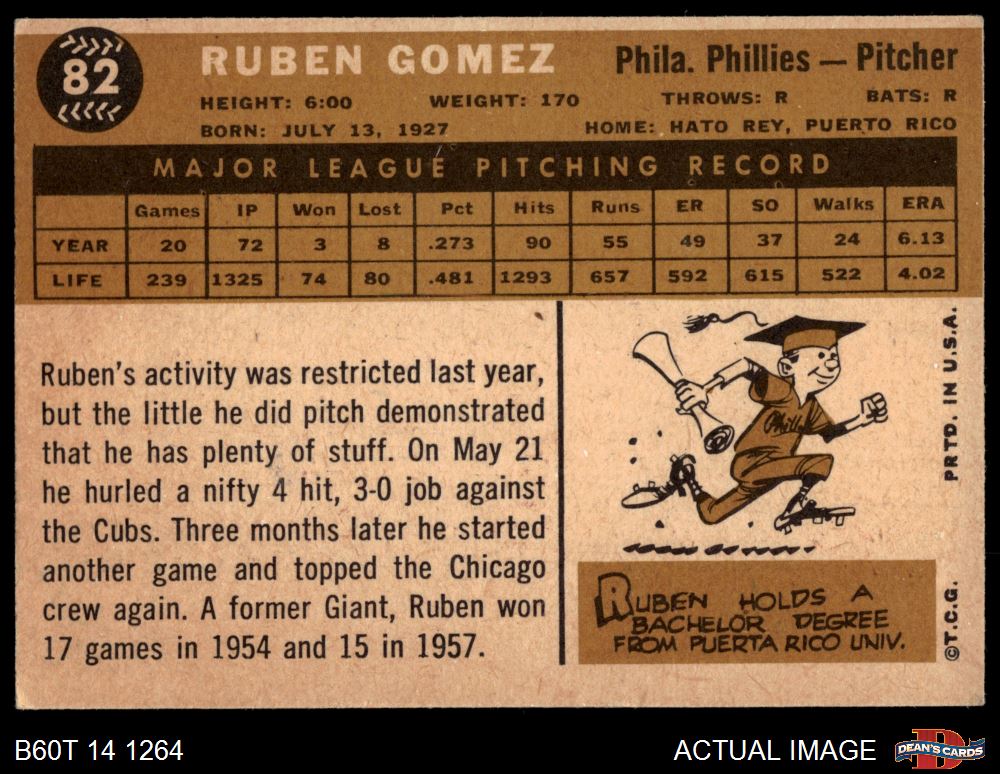 82
RUBEN GOMEZ
Phila. Phillies — Pitcher
HEIGHT: 6:00 WEIGHT: 170 THROWS: R BATS: R
BORN: JULY 13, 1927 HOME: HATO REY, PUERTO RICO
MAJOR LEAGUE PITCHING RECORD
Games IP Won Lost Pct Hits Runs ER SO Walks ERA
YEAR 20 72 3 8 .273 90 55 49 37 24 6.13
LIFE 239 1325 74 80 .481 1293 657 592 615 522 4.02
Ruben's activity was restricted last year,
but the little he did pitch demonstrated
that he has plenty of stuff. On May 21
he hurled a nifty 4 hit, 3-0 job against
the Cubs. Three months later he started
another game and topped the Chicago
crew again. A former Giant, Ruben won
17 games in 1954 and 15 in 1957.
Phills
RUBEN HOLDS A
BACHELOR DEGREE
FROM PUERTA RICO UNIV.
PRTD. IN U.S.A.
©T.C.G.
B60T 14 1264
ACTUAL IMAGE
D
DEAN'S CARDS